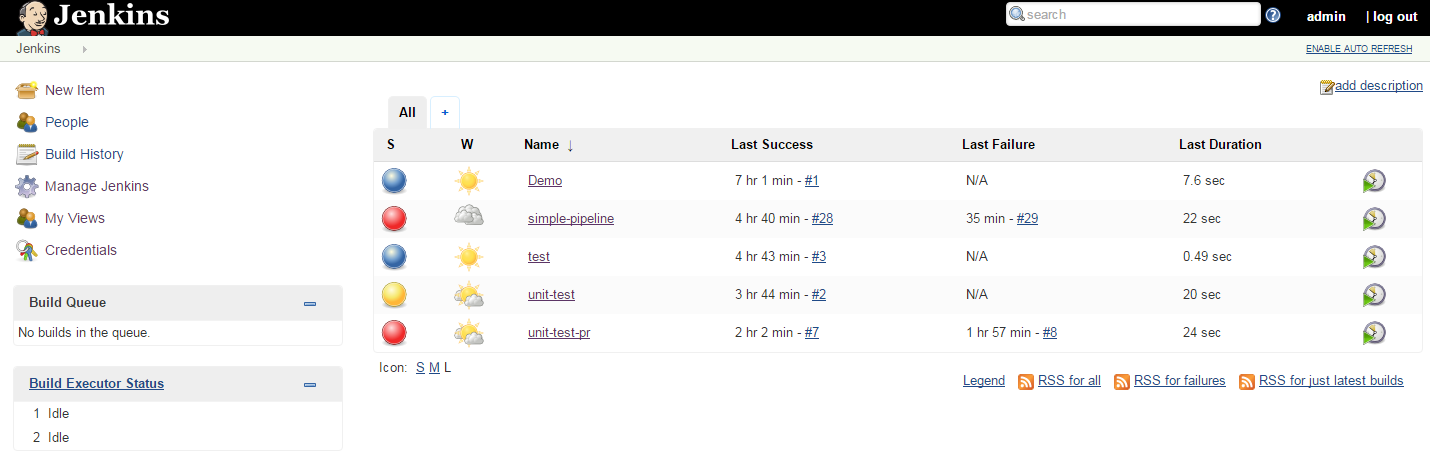 Jenkins
search
admin | log out
Jenkins
ENABLE AUTO REFRESH
New Item
People
Build History
Manage Jenkins
My Views
Credentials
Build Queue
No builds in the queue.
Build Executor Status
1 Idle
2 Idle
add description
All +
S W Name ↓ Last Success Last Failure Last Duration
Demo 7 hr 1 min - #1 N/A 7.6 sec
simple-pipeline 4 hr 40 min - #28 35 min - #29 22 sec
test 4 hr 43 min - #3 N/A 0.49 sec
unit-test 3 hr 44 min - #2 N/A 20 sec
unit-test-pr 2 hr 2 min - #7 1 hr 57 min - #8 24 sec
Icon: S M L
Legend RSS for all RSS for failures RSS for just latest builds